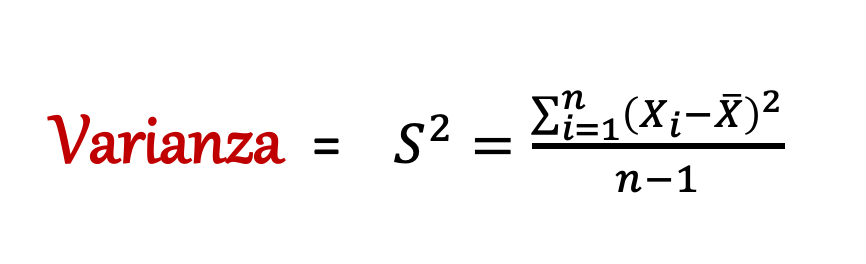 Varianza = S² = ∑ⁿᵢ₌₁(Xᵢ−X̄)² / n−1